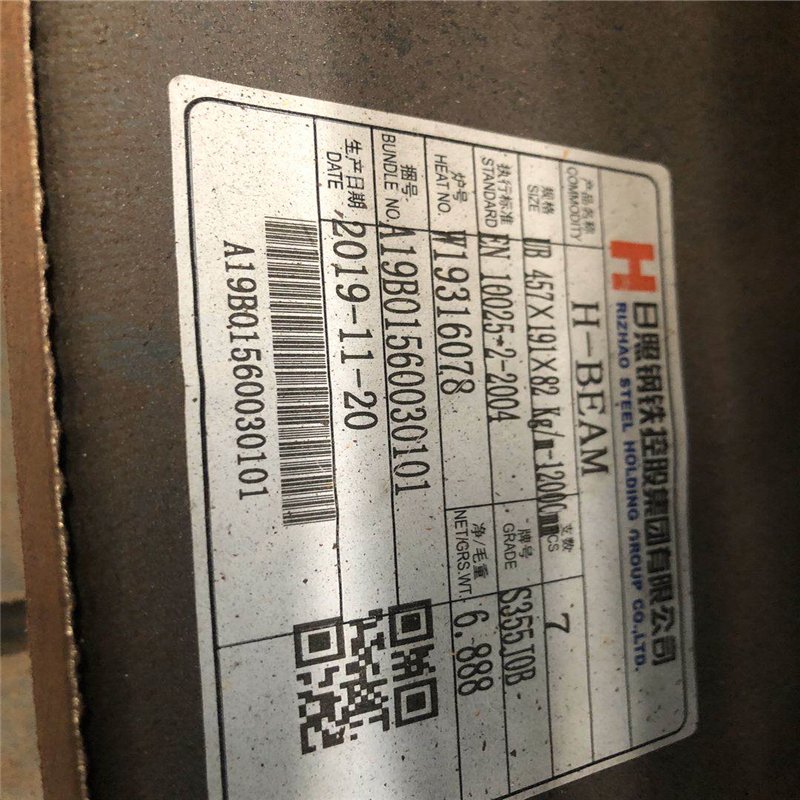 日照钢铁控股集团有限公司
RIZHAO STEEL HOLDING GROUP CO.,LTD.
产品名称
COMMODITY
H-BEAM
规格
SIZE
UB 457X191X82 Kg/m-12000mm
支数
PCS
7
执行标准
STANDARD
EN 10025-2-2004
牌号
GRADE
S355J0B
炉号
HEAT NO.
W19316078
净/毛重
NET/GRS.WT.
6.888
捆号
BUNDLE NO.
A19B01560030101
生产日期
DATE
2019-11-20
A19B01560030101